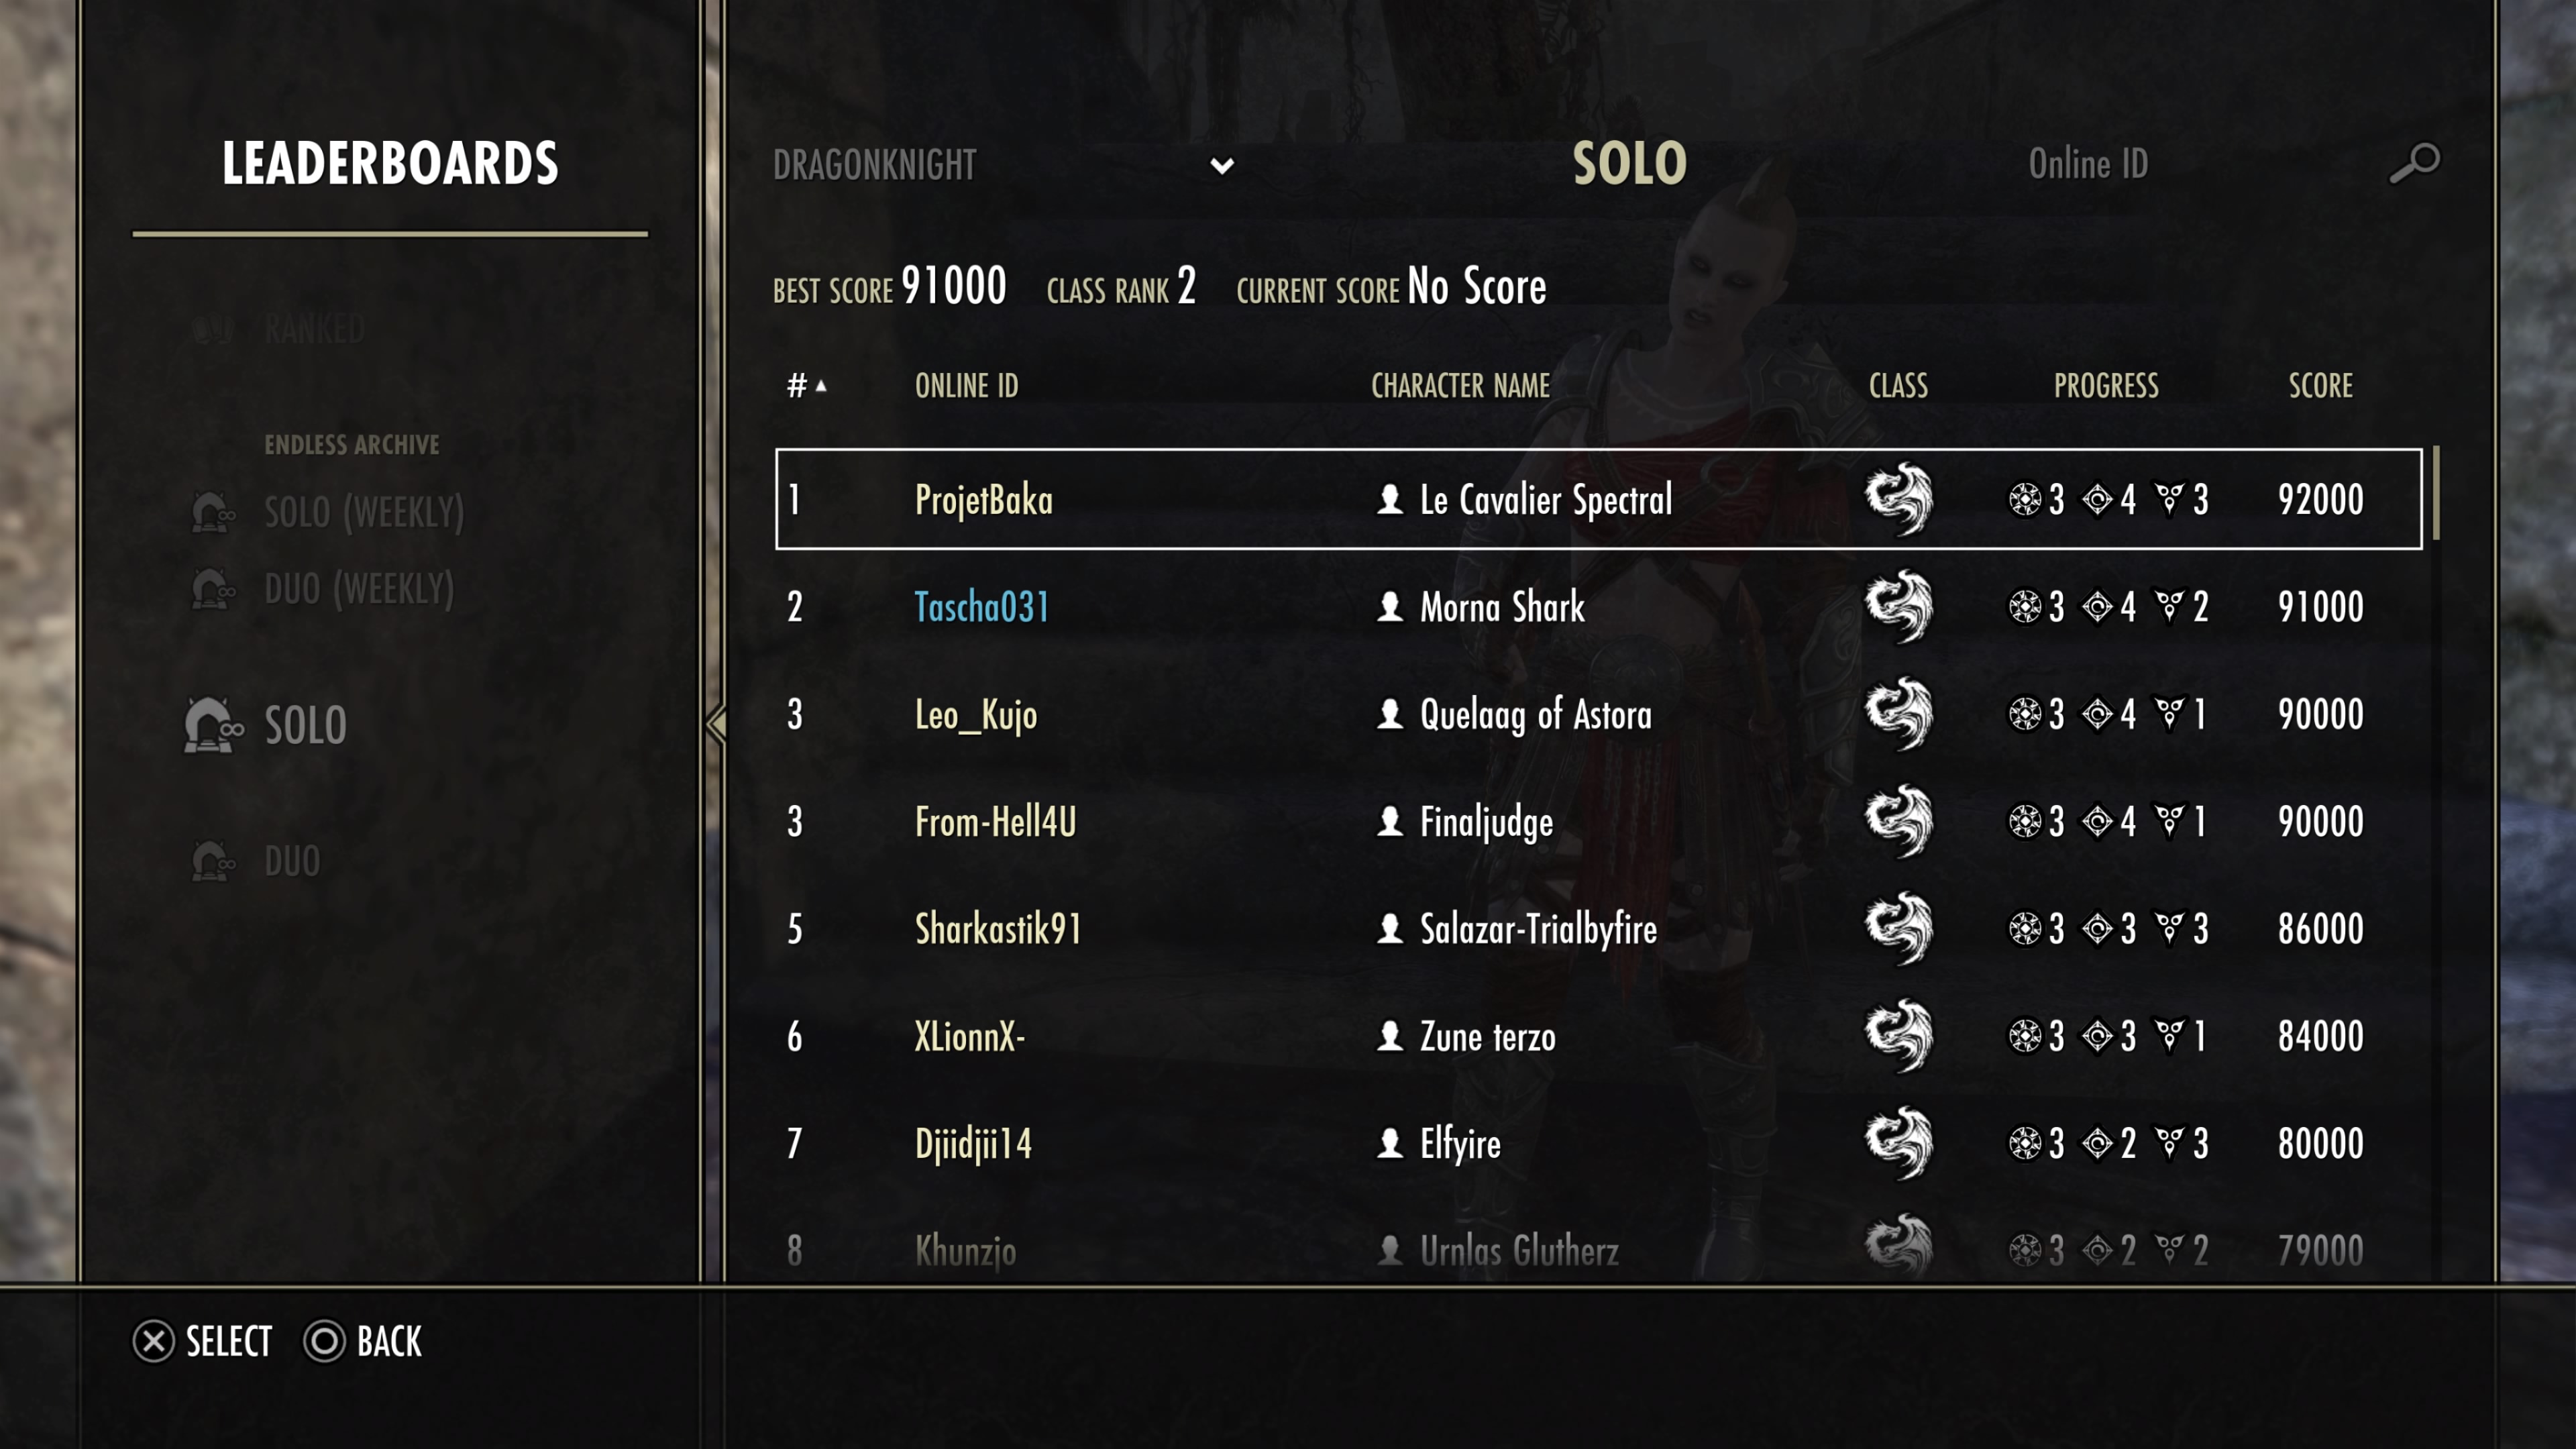 LEADERBOARDS
RANKED
ENDLESS ARCHIVE
SOLO (WEEKLY)
DUO (WEEKLY)
SOLO
DUO
DRAGONKNIGHT SOLO Online ID
BEST SCORE 91000 CLASS RANK 2 CURRENT SCORE No Score
# ONLINE ID CHARACTER NAME CLASS PROGRESS SCORE
1 ProjetBaka Le Cavalier Spectral 3 4 3 92000
2 Tascha031 Morna Shark 3 4 2 91000
3 Leo_Kujo Quelaag of Astora 3 4 1 90000
3 From-Hell4U Finaljudge 3 4 1 90000
5 Sharkastik91 Salazar-Trialbyfire 3 3 3 86000
6 XLionnX- Zune terzo 3 3 1 84000
7 Djiidjii14 Elfyire 3 2 3 80000
8 Khunzjo Urnlas Glutherz 3 2 2 79000
SELECT BACK